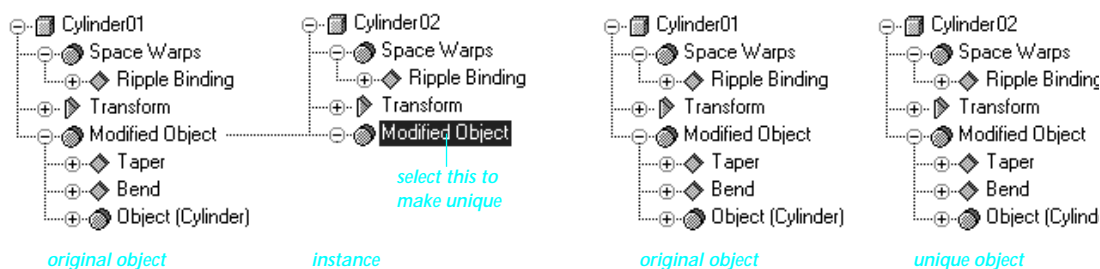 Cylinder01
Space Warps
Ripple Binding
Transform
Modified Object
Taper
Bend
Object (Cylinder)
original object
Cylinder02
Space Warps
Ripple Binding
Transform
Modified Object
select this to
make unique
instance
Cylinder01
Space Warps
Ripple Binding
Transform
Modified Object
Taper
Bend
Object (Cylinder)
original object
Cylinder02
Space Warps
Ripple Binding
Transform
Modified Object
Taper
Bend
Object (Cylind
unique object